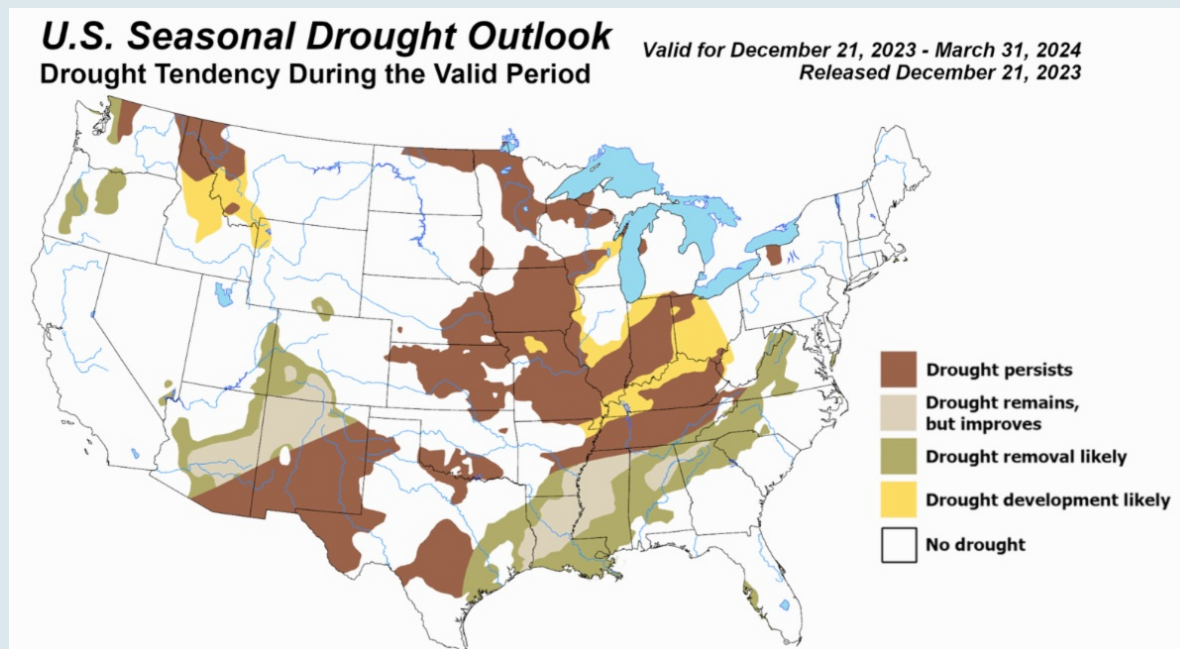 U.S. Seasonal Drought Outlook
Drought Tendency During the Valid Period
Valid for December 21, 2023 - March 31, 2024
Released December 21, 2023
Drought persists
Drought remains,
but improves
Drought removal likely
Drought development likely
No drought